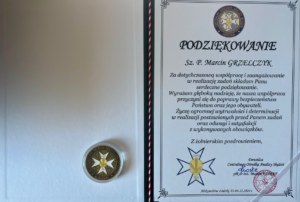 PODZIĘKOWANIE
Sz. P. Marcin GRZELCZYK
Za dotychczasową współpracę i zaangażowanie
w realizację zadań składam Panu
serdeczne podziękowanie.
Wyrażam głęboką nadzieję, że nasza współpraca
przyczyni się do poprawy bezpieczeństwa
Państwa oraz jego obywateli.
Życzę ogromnej wytrwałości i determinacji
w realizacji postawionych przed Panem zadań
oraz odwagi i satysfakcji
z wykonywanych obowiązków.
Z żołnierskim pozdrowieniem,